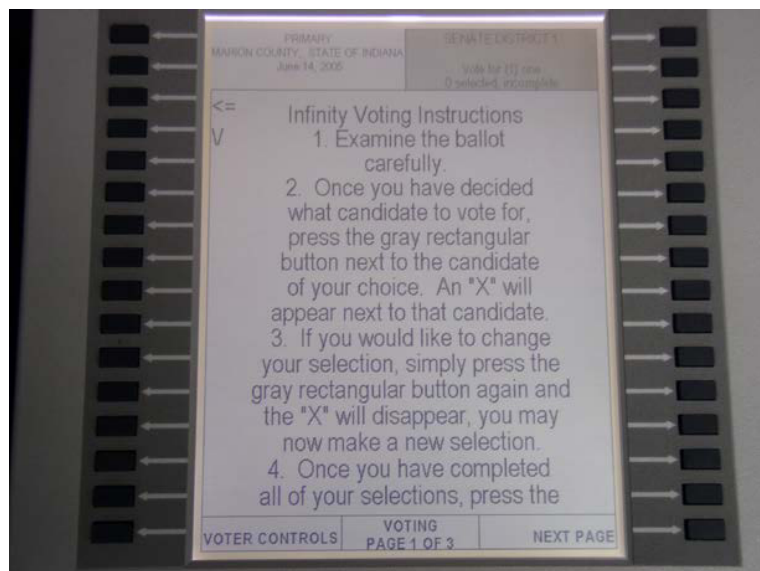 PRIMARY
MARION COUNTY, STATE OF INDIANA
June 14, 2005
SENATE DISTRICT 1
Vote for (1) one
0 selected, incomplete
<=
V
Infinity Voting Instructions
1. Examine the ballot
carefully.
2. Once you have decided
what candidate to vote for,
press the gray rectangular
button next to the candidate
of your choice. An "X" will
appear next to that candidate.
3. If you would like to change
your selection, simply press the
gray rectangular button again and
the "X" will disappear, you may
now make a new selection.
4. Once you have completed
all of your selections, press the
VOTER CONTROLS
VOTING
PAGE 1 OF 3
NEXT PAGE